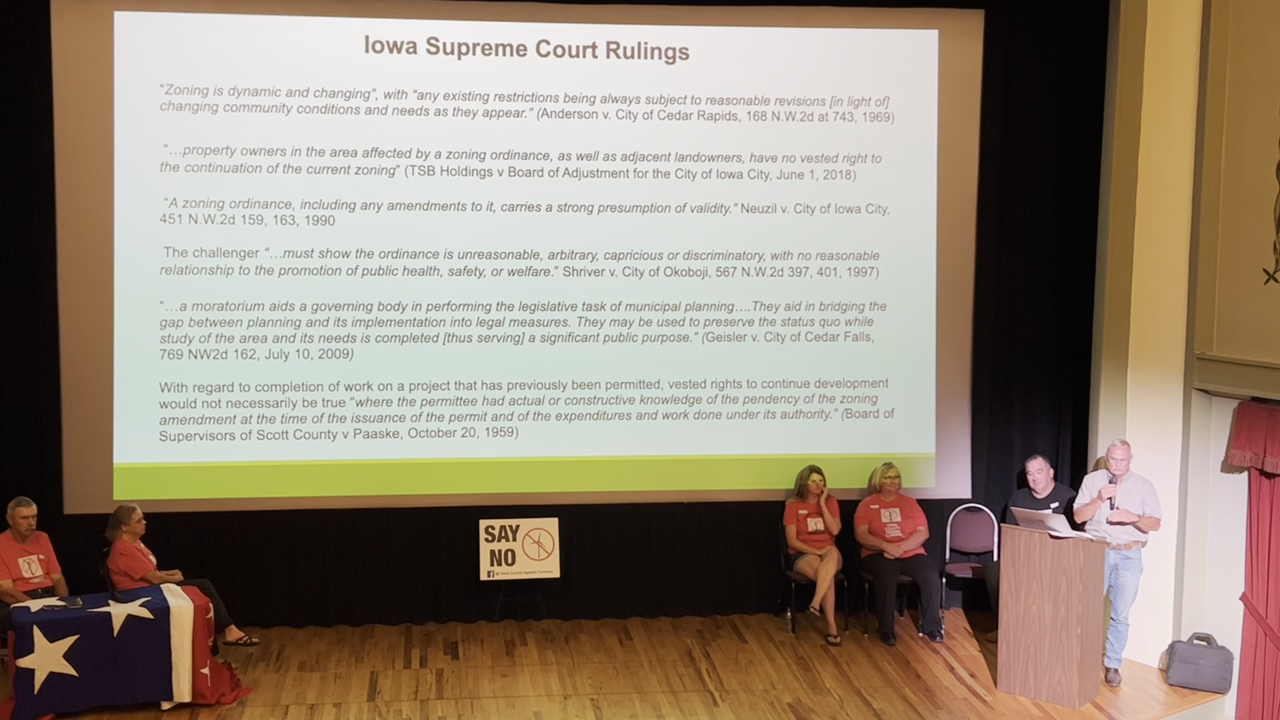 Iowa Supreme Court Rulings
“Zoning is dynamic and changing”, with “any existing restrictions being always subject to reasonable revisions [in light of]
changing community conditions and needs as they appear.” (Anderson v. City of Cedar Rapids, 168 N.W.2d at 743, 1969)
“…property owners in the area affected by a zoning ordinance, as well as adjacent landowners, have no vested right to
the continuation of the current zoning” (TSB Holdings v Board of Adjustment for the City of Iowa City, June 1, 2018)
“A zoning ordinance, including any amendments to it, carries a strong presumption of validity.” Neuzil v. City of Iowa City,
451 N.W.2d 159, 163, 1990
The challenger “…must show the ordinance is unreasonable, arbitrary, capricious or discriminatory, with no reasonable
relationship to the promotion of public health, safety, or welfare.” Shriver v. City of Okoboji, 567 N.W.2d 397, 401, 1997)
“…a moratorium aids a governing body in performing the legislative task of municipal planning….They aid in bridging the
gap between planning and its implementation into legal measures. They may be used to preserve the status quo while
study of the area and its needs is completed [thus serving] a significant public purpose.” (Geisler v. City of Cedar Falls,
769 NW2d 162, July 10, 2009)
With regard to completion of work on a project that has previously been permitted, vested rights to continue development
would not necessarily be true “where the permittee had actual or constructive knowledge of the pendency of the zoning
amendment at the time of the issuance of the permit and of the expenditures and work done under its authority.” (Board of
Supervisors of Scott County v Paaske, October 20, 1959)
SAY
NO